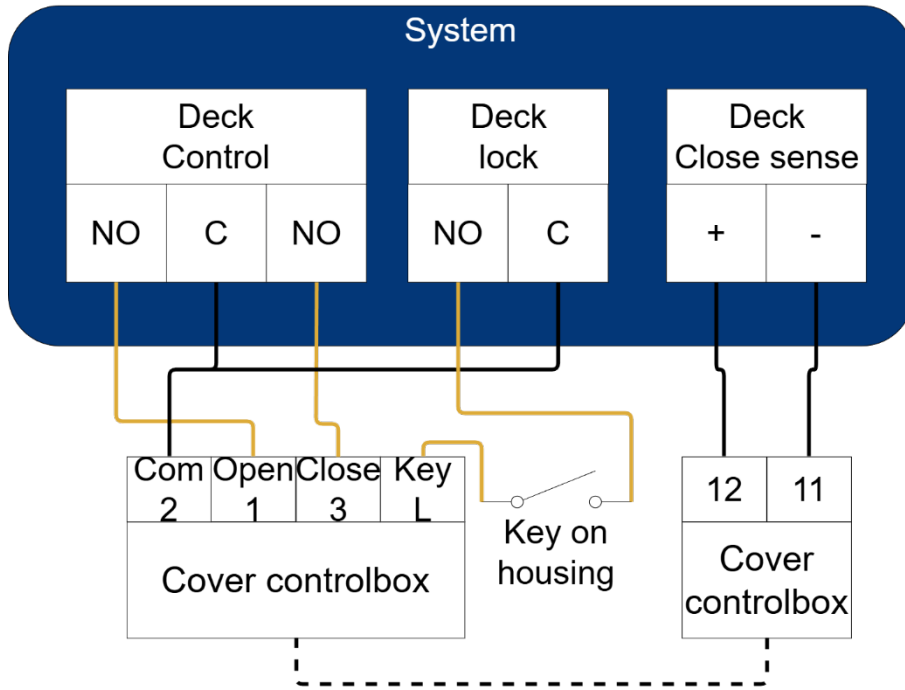 System
Deck
Control
Deck
lock
Deck
Close sense
NO C NO
NO C
+ -
Com Open Close Key
2 1 3 L
12 11
Key on
housing
Cover controlbox
Cover
controlbox